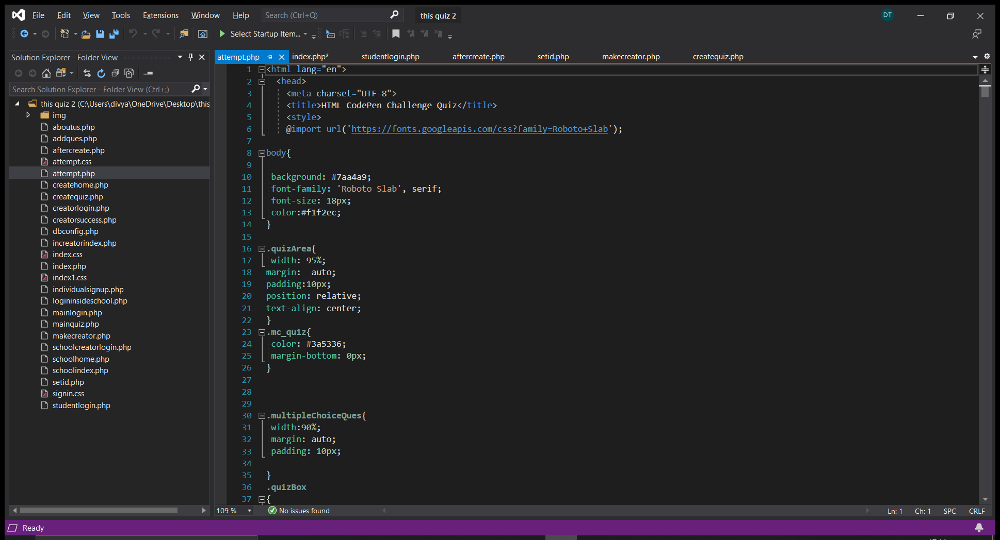 File Edit View Tools Extensions Window Help Search (Ctrl+Q) this quiz 2 DT
Select Startup Item...
Solution Explorer - Folder View
Search Solution Explorer - Folder View (Ctrl+;)
this quiz 2 (C:\Users\divya\OneDrive\Desktop\this
img
aboutus.php
addques.php
aftercreate.php
attempt.css
attempt.php
createhome.php
createquiz.php
creatorlogin.php
creatorsuccess.php
dbconfig.php
increatorindex.php
index.css
index.php
index1.css
individualsignup.php
logininsideschool.php
mainlogin.php
mainquiz.php
makecreator.php
schoolcreatorlogin.php
schoolhome.php
schoolindex.php
setid.php
signin.css
studentlogin.php
attempt.php index.php* studentlogin.php aftercreate.php setid.php makecreator.php createquiz.php
1 <html lang="en">
2 <head>
3 <meta charset="UTF-8">
4 <title>HTML CodePen Challenge Quiz</title>
5 <style>
6 @import url('https://fonts.googleapis.com/css?family=Roboto+Slab');
7
8 body{
9
10 background: #7aa4a9;
11 font-family: 'Roboto Slab', serif;
12 font-size: 18px;
13 color:#f1f2ec;
14 }
15
16 .quizArea{
17 width: 95%;
18 margin:  auto;
19 padding:10px;
20 position: relative;
21 text-align: center;
22 }
23 .mc_quiz{
24 color: #3a5336;
25 margin-bottom: 0px;
26 }
27
28
29
30 .multipleChoiceQues{
31 width:90%;
32 margin: auto;
33 padding: 10px;
34
35 }
36 .quizBox
37 {
109 % No issues found Ln: 1 Ch: 1 SPC CRLF
Ready